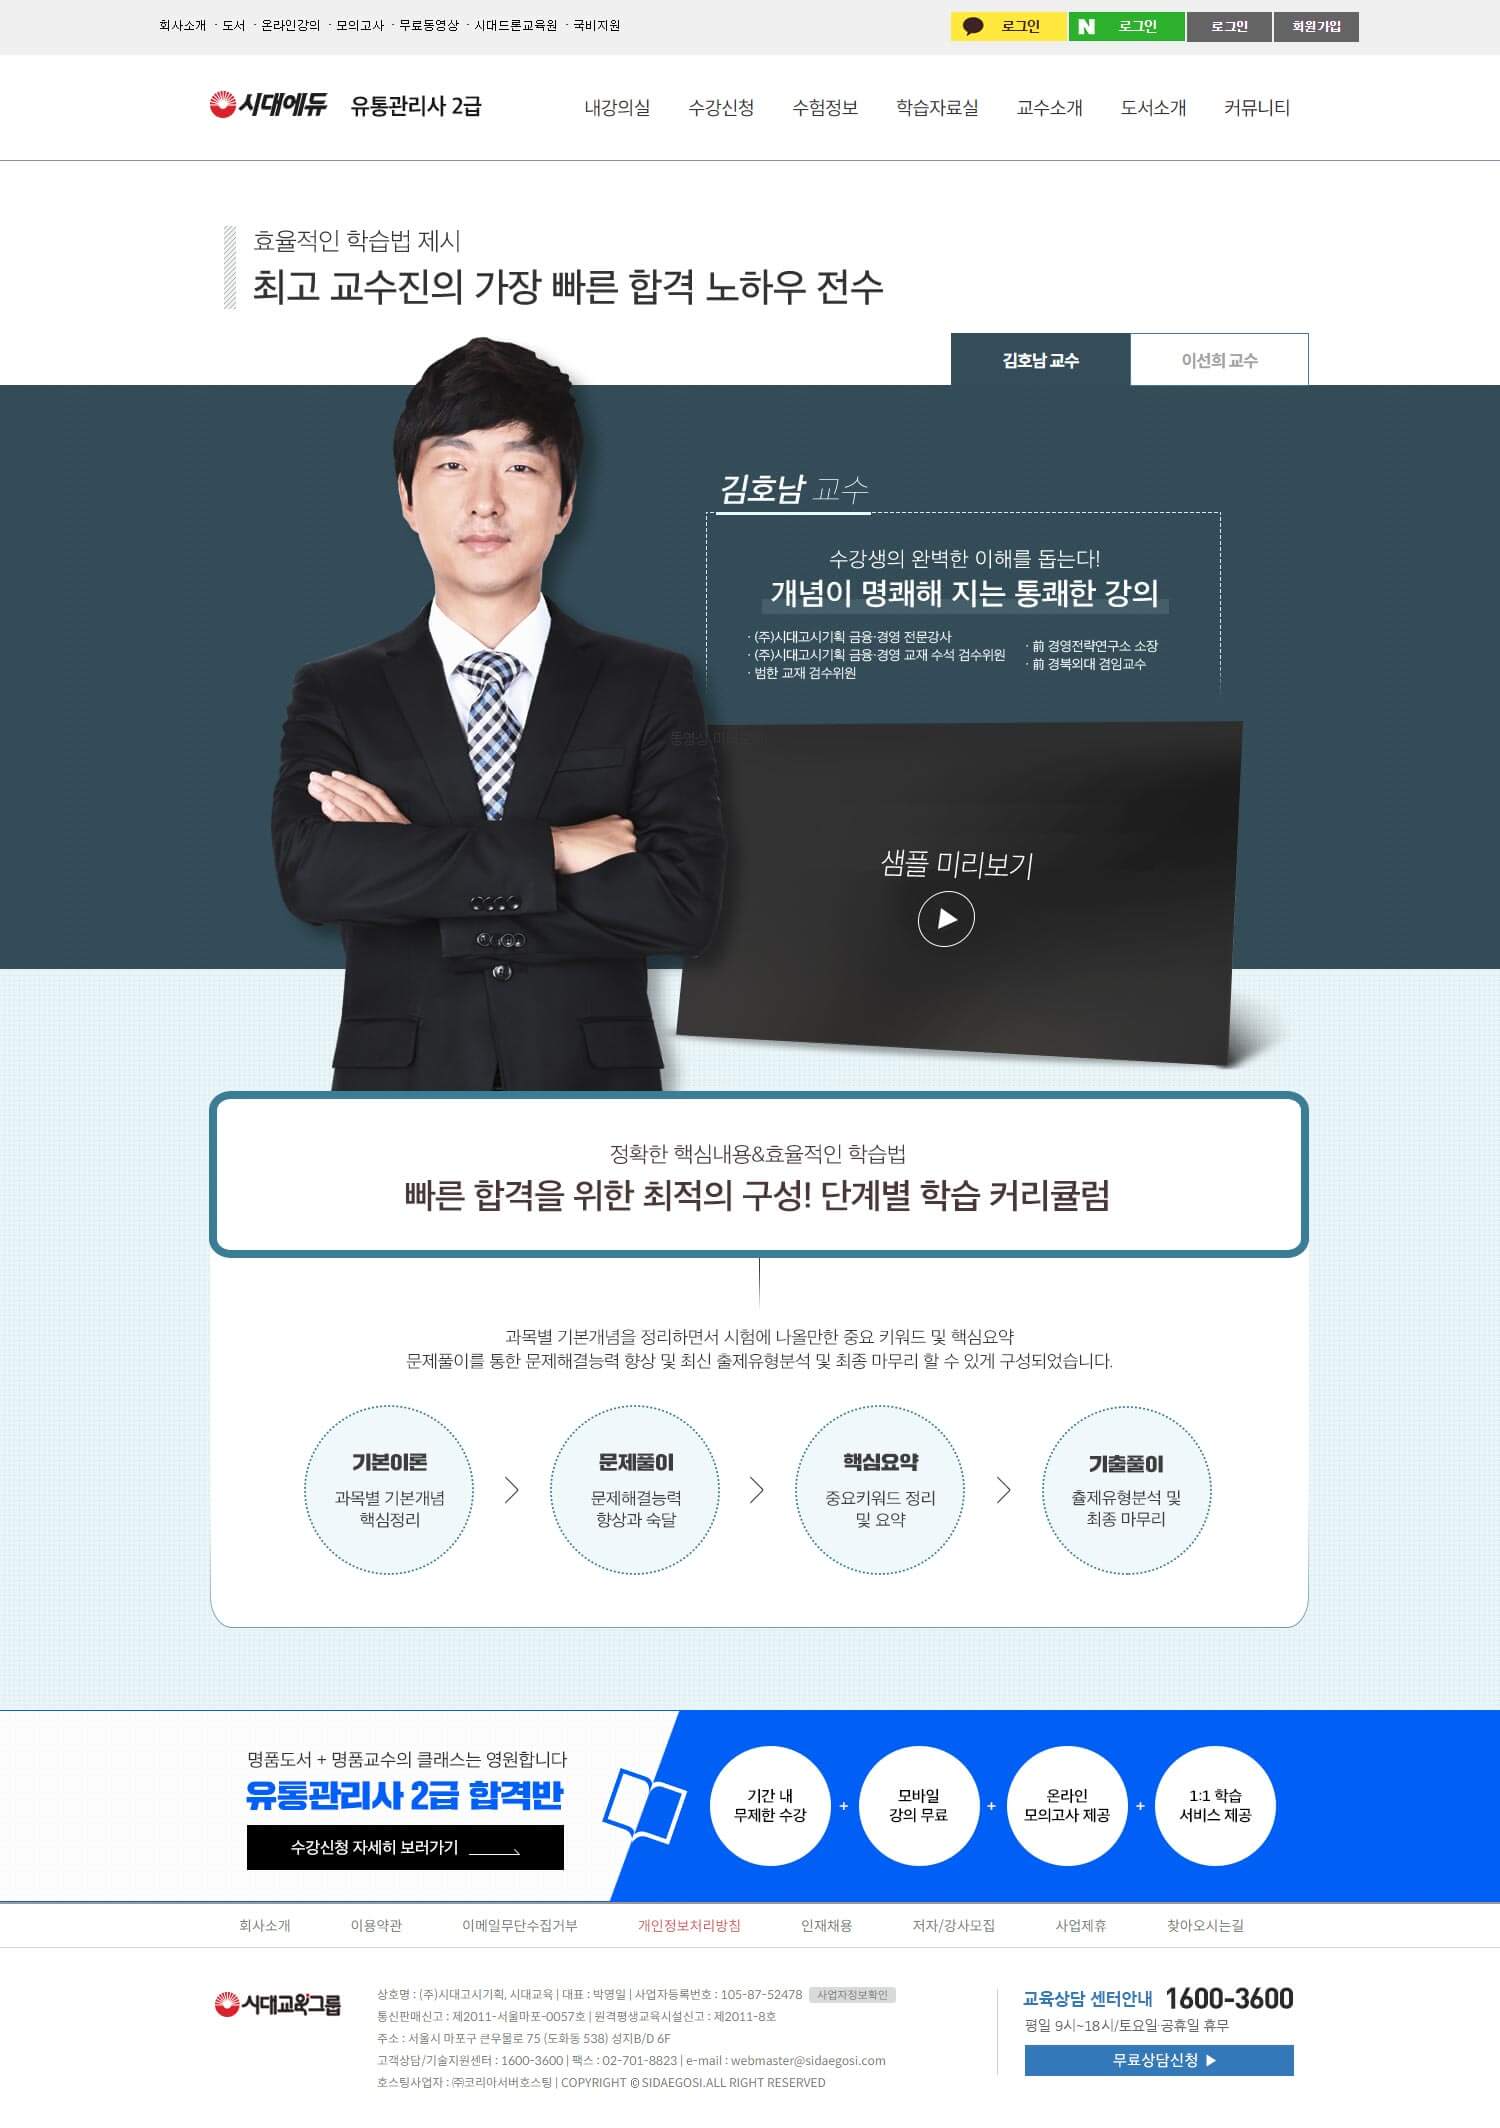 회사소개 · 도서 · 온라인강의 · 모의고사 · 무료동영상 · 시대드론교육원 · 국비지원
로그인 N 로그인 로그인 회원가입
시대에듀 유통관리사 2급
내강의실 수강신청 수험정보 학습자료실 교수소개 도서소개 커뮤니티
효율적인 학습법 제시
최고 교수진의 가장 빠른 합격 노하우 전수
김호남 교수 이선희 교수
김호남 교수
수강생의 완벽한 이해를 돕는다!
개념이 명쾌해 지는 통쾌한 강의
· (주)시대고시기획 금융·경영 전문강사
· (주)시대고시기획 금융·경영 교재 수석 검수위원
· 범한 교재 검수위원
· 前 경영전략연구소 소장
· 前 경북외대 겸임교수
샘플 미리보기
정확한 핵심내용&효율적인 학습법
빠른 합격을 위한 최적의 구성! 단계별 학습 커리큘럼
과목별 기본개념을 정리하면서 시험에 나올만한 중요 키워드 및 핵심요약
문제풀이를 통한 문제해결능력 향상 및 최신 출제유형분석 및 최종 마무리 할 수 있게 구성되었습니다.
기본이론
과목별 기본개념
핵심정리
문제풀이
문제해결능력
향상과 숙달
핵심요약
중요키워드 정리
및 요약
기출풀이
출제유형분석 및
최종 마무리
명품도서 + 명품교수의 클래스는 영원합니다
유통관리사 2급 합격반
수강신청 자세히 보러가기
기간 내
무제한 수강
+
모바일
강의 무료
+
온라인
모의고사 제공
+
1:1 학습
서비스 제공
회사소개 이용약관 이메일무단수집거부 개인정보처리방침 인재채용 저자/강사모집 사업제휴 찾아오시는길
시대교육그룹
상호명 : (주)시대고시기획, 시대교육 | 대표 : 박영일 | 사업자등록번호 : 105-87-52478 사업자정보확인
통신판매신고 : 제2011-서울마포-0057호 | 원격평생교육시설신고 : 제2011-8호
주소 : 서울시 마포구 큰우물로 75 (도화동 538) 성지B/D 6F
고객상담/기술지원센터 : 1600-3600 | 팩스 : 02-701-8823 | e-mail : webmaster@sidaegosi.com
호스팅사업자 : ㈜코리아서버호스팅 | COPYRIGHT © SIDAEGOSI.ALL RIGHT RESERVED
교육상담 센터안내 1600-3600
평일 9시~18시/토요일·공휴일 휴무
무료상담신청 ▶